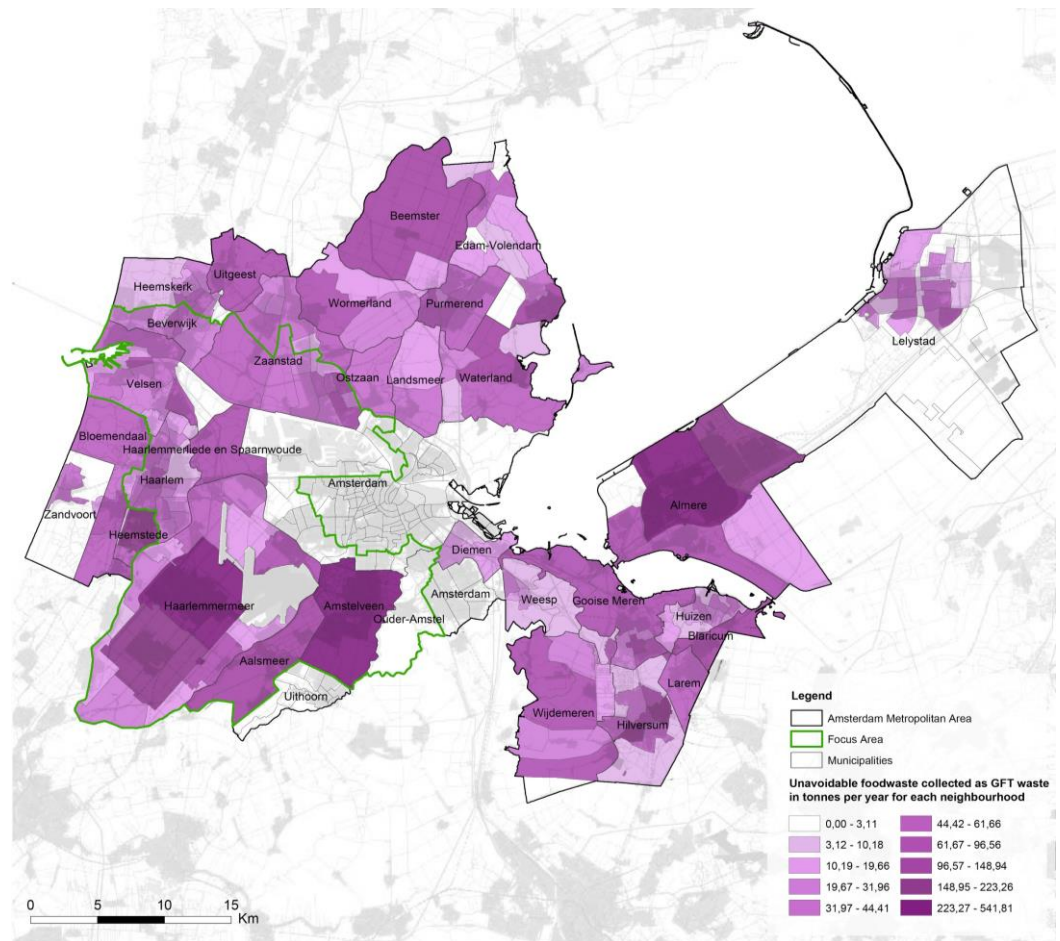 Beemster
Edam-Volendam
Uitgeest
Heemskerk
Wormerland
Purmerend
Beverwijk
Lelystad
Zaanstad
Ostzaan
Landsmeer
Waterland
Velsen
Bloemendaal
Haarlemmerliede en Spaarnwoude
Haarlem
Amsterdam
Almere
Zandvoort
Heemstede
Diemen
Amsterdam
Weesp
Gooise Meren
Haarlemmermeer
Amstelveen
Ouder-Amstel
Huizen
Blaricum
Aalsmeer
Larem
Uithoorn
Wijdemeren
Hilversum
Legend
Amsterdam Metropolitan Area
Focus Area
Municipalities
Unavoidable foodwaste collected as GFT waste
in tonnes per year for each neighbourhood
0,00 - 3,11
3,12 - 10,18
10,19 - 19,66
19,67 - 31,96
31,97 - 44,41
44,42 - 61,66
61,67 - 96,56
96,57 - 148,94
148,95 - 223,26
223,27 - 541,81
0 5 10 15
Km